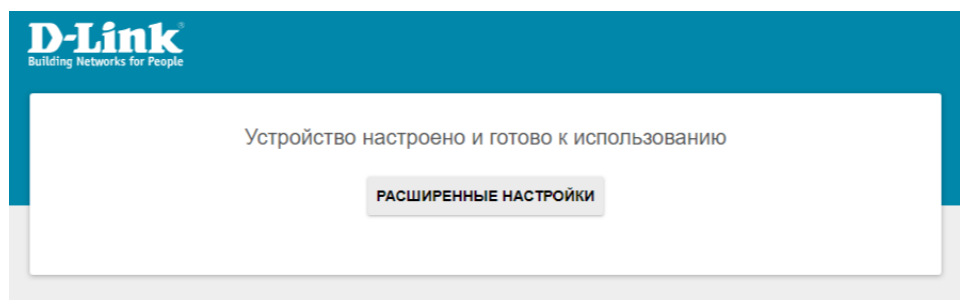 D-Link
Building Networks for People
Устройство настроено и готово к использованию
РАСШИРЕННЫЕ НАСТРОЙКИ